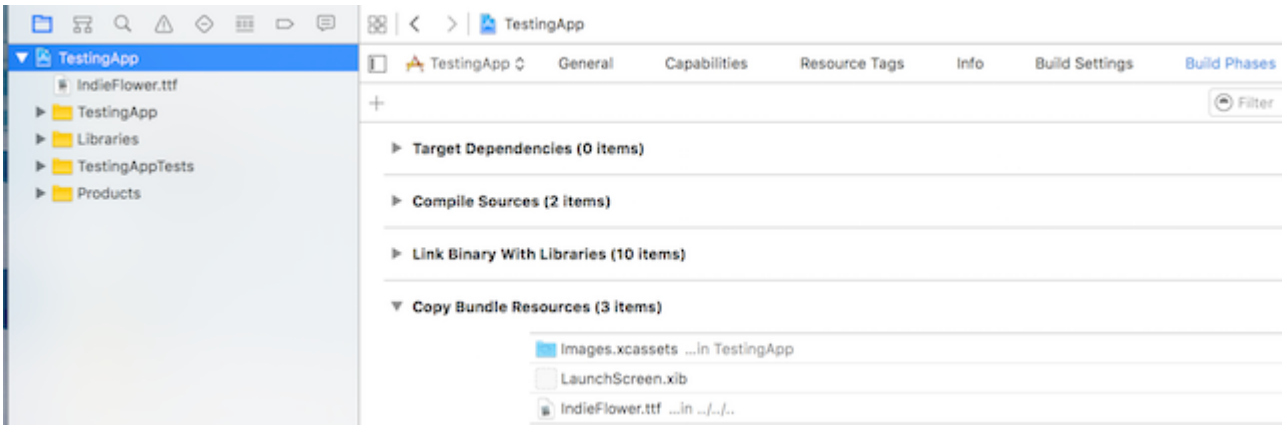 TestingApp
TestingApp
IndieFlower.ttf
TestingApp
Libraries
TestingAppTests
Products
TestingApp General Capabilities Resource Tags Info Build Settings Build Phases
+ Filter
Target Dependencies (0 items)
Compile Sources (2 items)
Link Binary With Libraries (10 items)
Copy Bundle Resources (3 items)
Images.xcassets ...in TestingApp
LaunchScreen.xib
IndieFlower.ttf ...in ../../..